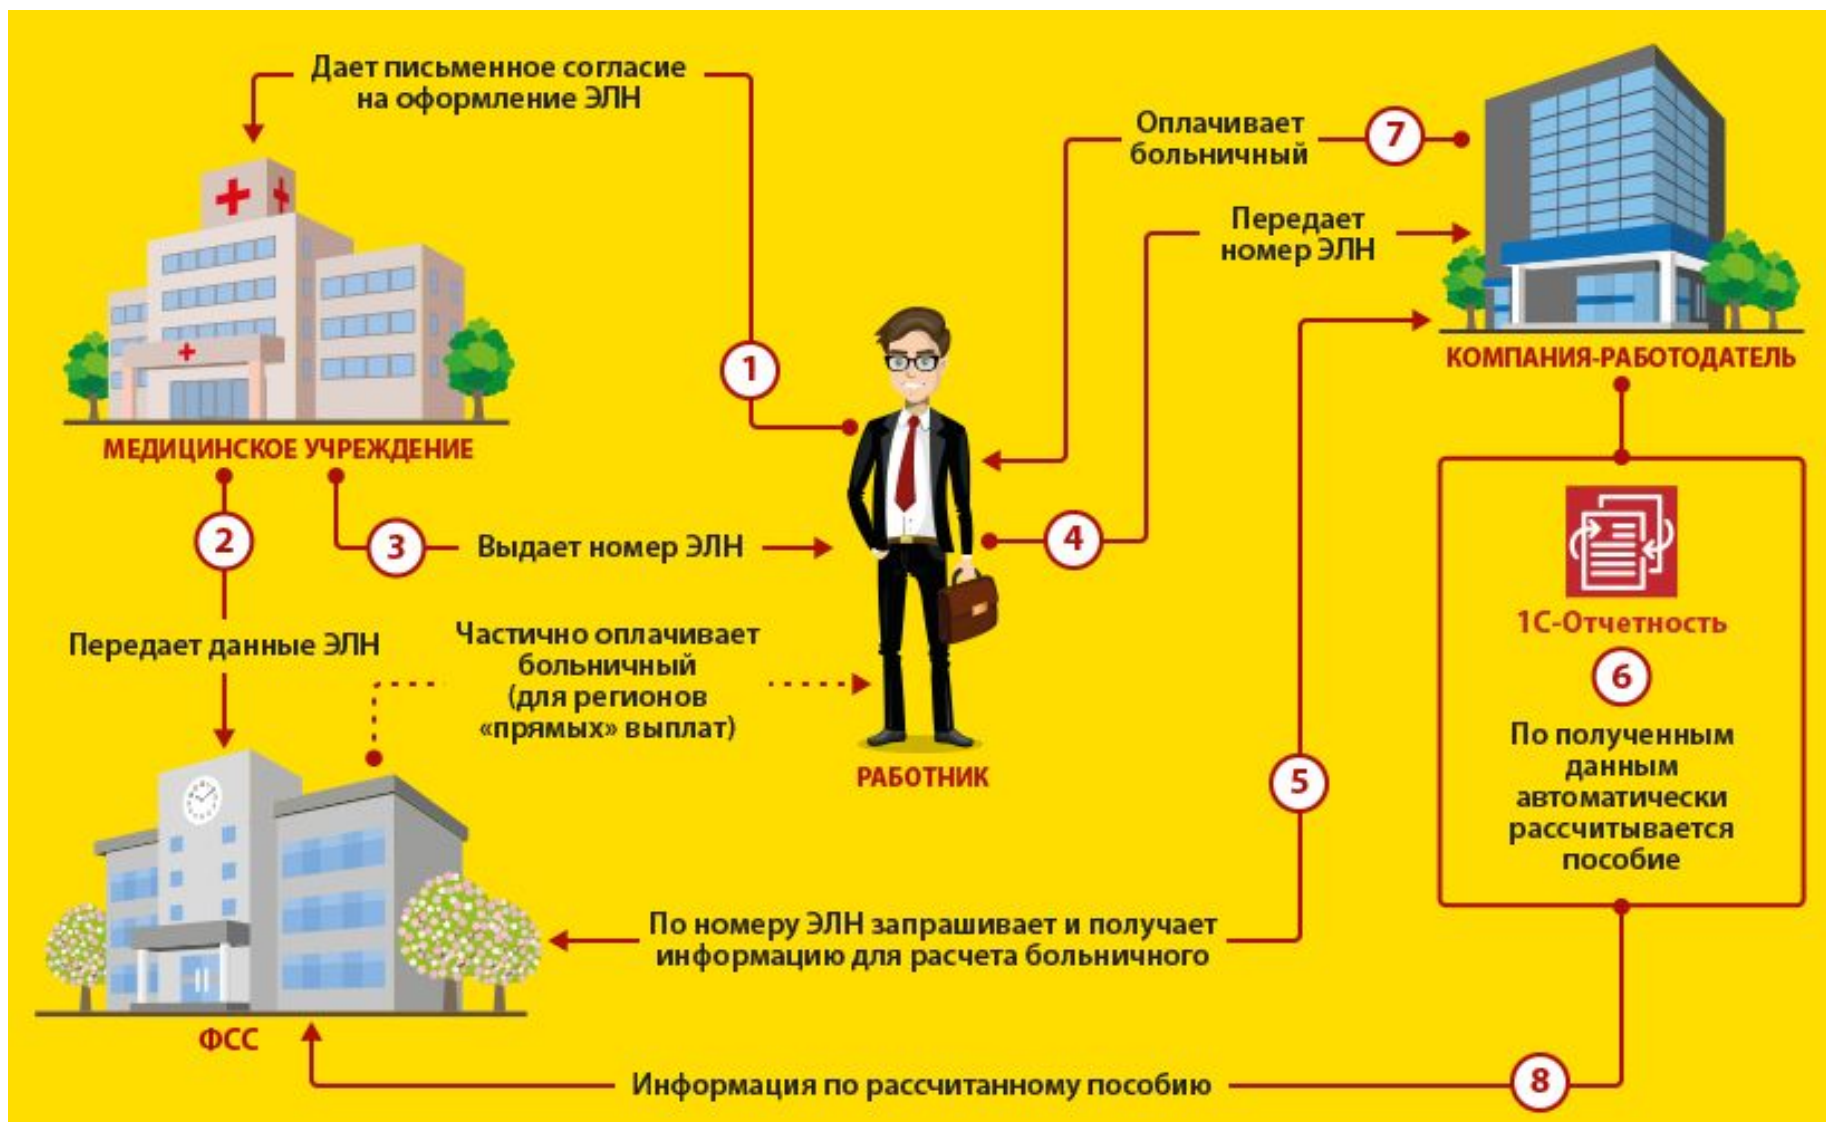 Дает письменное согласие
на оформление ЭЛН
Оплачивает
больничный
7
Передает
номер ЭЛН
1
КОМПАНИЯ-РАБОТОДАТЕЛЬ
МЕДИЦИНСКОЕ УЧРЕЖДЕНИЕ
2
3
Выдает номер ЭЛН
4
1С-Отчетность
6
По полученным
данным
автоматически
рассчитывается
пособие
Передает данные ЭЛН
Частично оплачивает
больничный
(для регионов
«прямых» выплат)
РАБОТНИК
5
По номеру ЭЛН запрашивает и получает
информацию для расчета больничного
ФСС
Информация по рассчитанному пособию
8